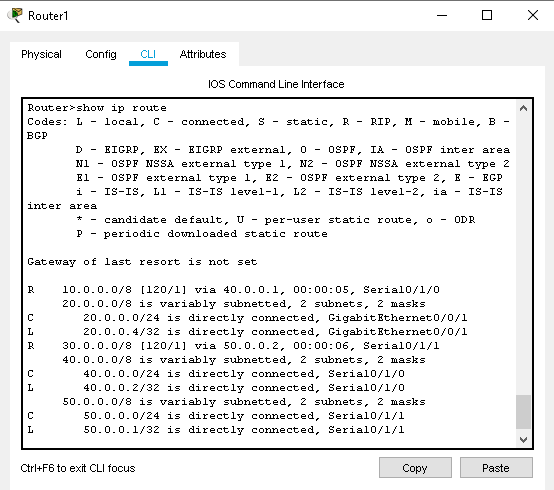 Router1
Physical Config CLI Attributes
IOS Command Line Interface
Router>show ip route
Codes: L - local, C - connected, S - static, R - RIP, M - mobile, B -
BGP
D - EIGRP, EX - EIGRP external, O - OSPF, IA - OSPF inter area
N1 - OSPF NSSA external type 1, N2 - OSPF NSSA external type 2
E1 - OSPF external type 1, E2 - OSPF external type 2, E - EGP
i - IS-IS, L1 - IS-IS level-1, L2 - IS-IS level-2, ia - IS-IS
inter area
* - candidate default, U - per-user static route, o - ODR
P - periodic downloaded static route
Gateway of last resort is not set
R 10.0.0.0/8 [120/1] via 40.0.0.1, 00:00:05, Serial0/1/0
20.0.0.0/8 is variably subnetted, 2 subnets, 2 masks
C 20.0.0.0/24 is directly connected, GigabitEthernet0/0/1
L 20.0.0.4/32 is directly connected, GigabitEthernet0/0/1
R 30.0.0.0/8 [120/1] via 50.0.0.2, 00:00:06, Serial0/1/1
40.0.0.0/8 is variably subnetted, 2 subnets, 2 masks
C 40.0.0.0/24 is directly connected, Serial0/1/0
L 40.0.0.2/32 is directly connected, Serial0/1/0
50.0.0.0/8 is variably subnetted, 2 subnets, 2 masks
C 50.0.0.0/24 is directly connected, Serial0/1/1
L 50.0.0.1/32 is directly connected, Serial0/1/1
Ctrl+F6 to exit CLI focus
Copy Paste